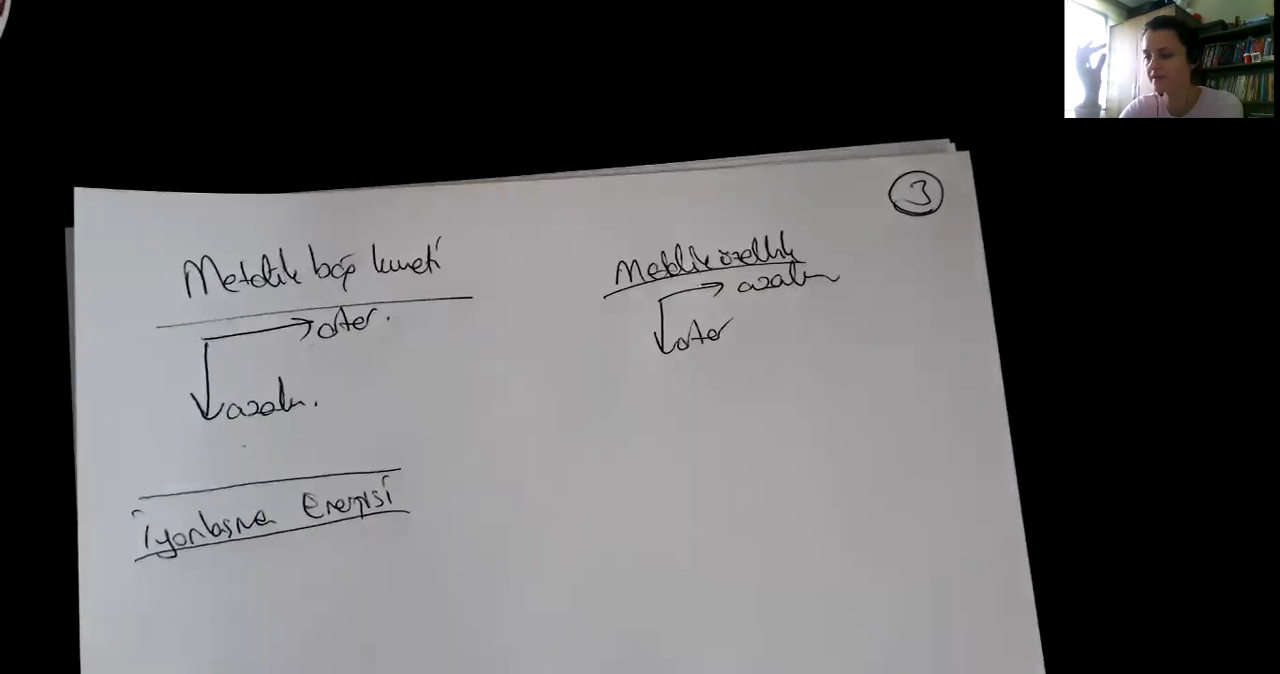 3
Metalik bağ kuvveti
artar.
azalır.
Metalik özellik
azalır
artar
İyonlaşma Enerjisi